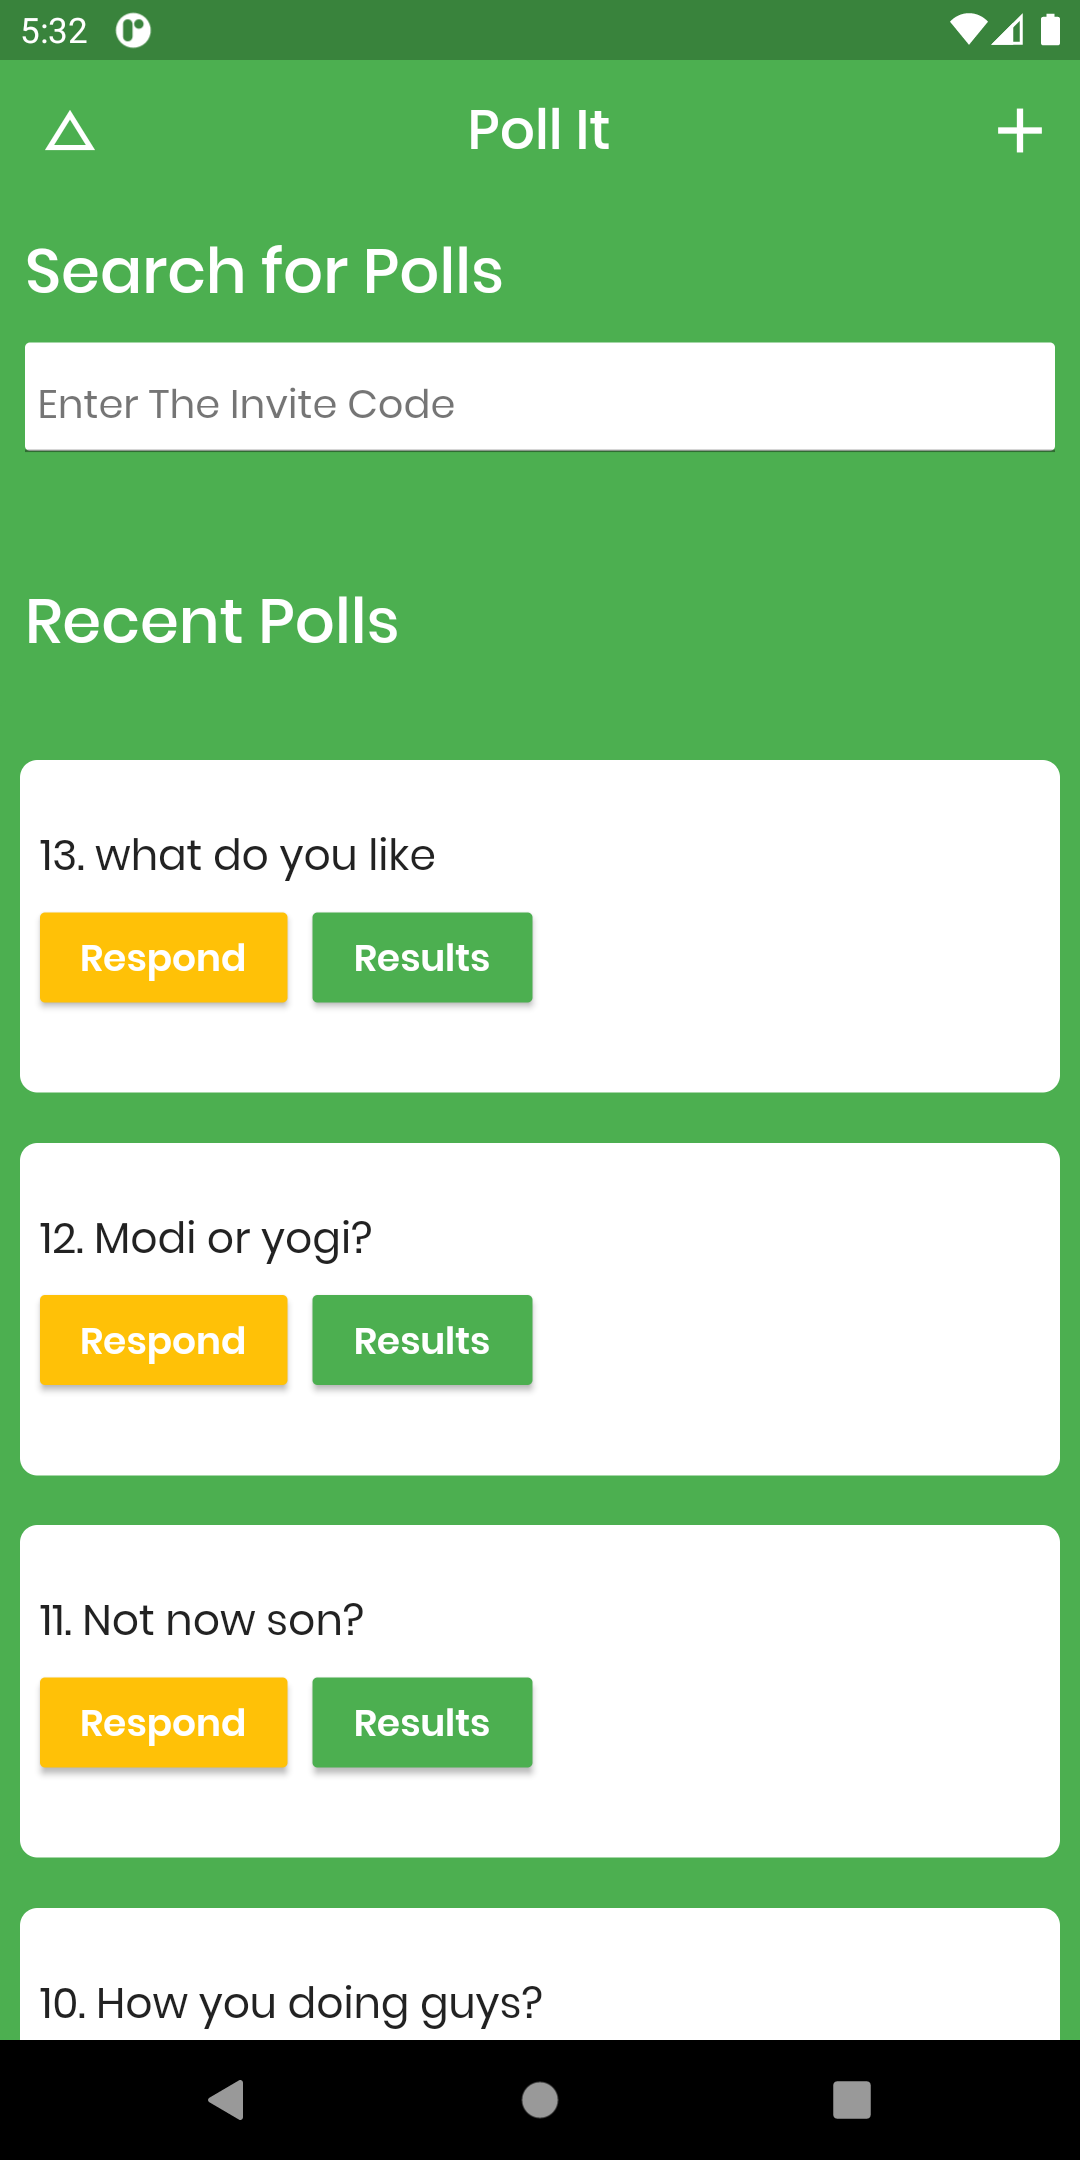 5:32
Poll It
Search for Polls
Enter The Invite Code
Recent Polls
13. what do you like
Respond Results
12. Modi or yogi?
Respond Results
11. Not now son?
Respond Results
10. How you doing guys?